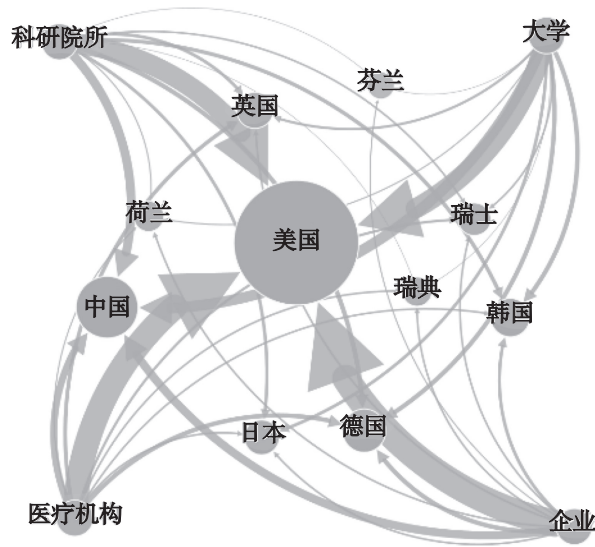 科研院所
大学
芬兰
英国
荷兰
瑞士
美国
瑞典
中国
韩国
日本
德国
医疗机构
企业